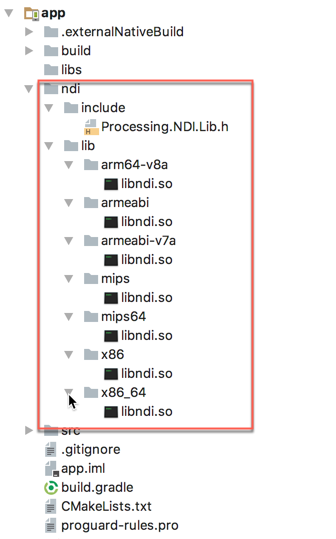 app
.externalNativeBuild
build
libs
ndi
include
Processing.NDI.Lib.h
lib
arm64-v8a
libndi.so
armeabi
libndi.so
armeabi-v7a
libndi.so
mips
libndi.so
mips64
libndi.so
x86
libndi.so
x86_64
libndi.so
src
.gitignore
app.iml
build.gradle
CMakeLists.txt
proguard-rules.pro